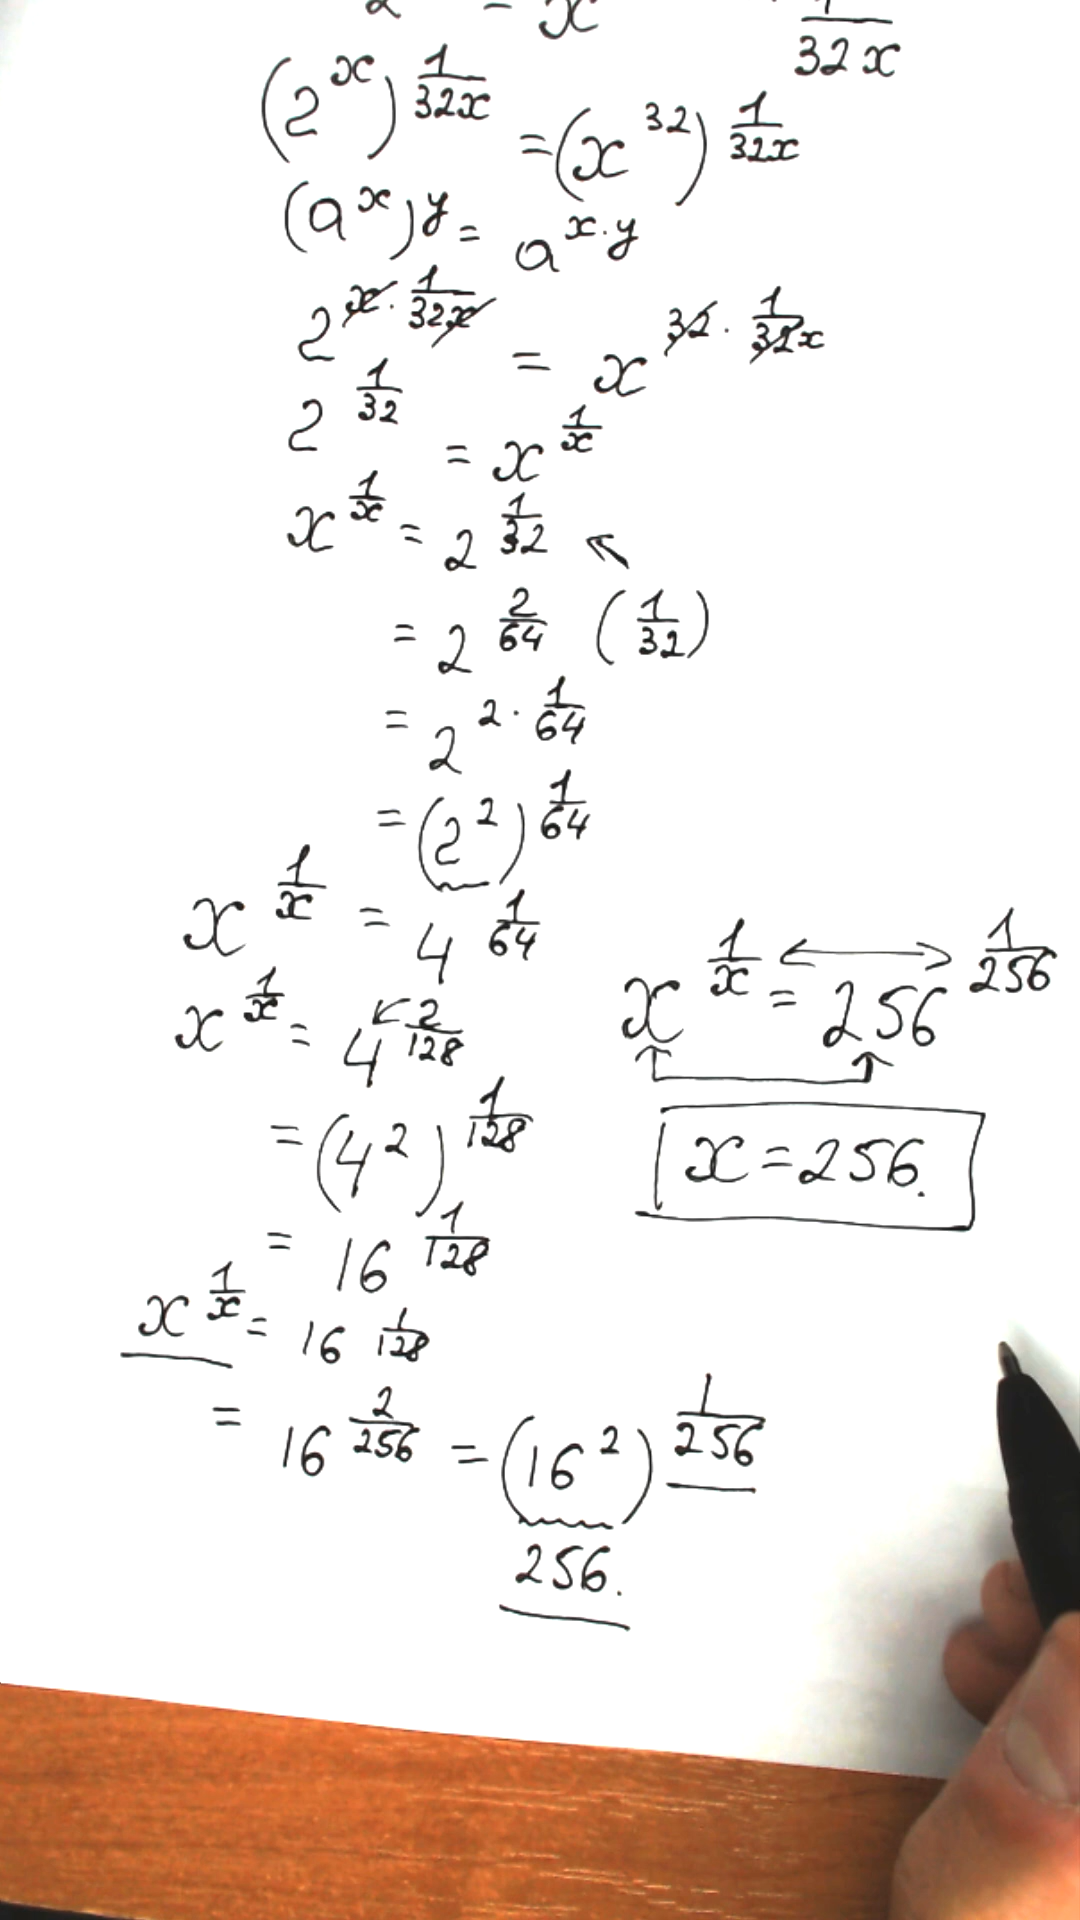 2 = x 1/32x
(2^x)^(1/32x) = (x^32)^(1/32x)
(a^x)^y = a^(x·y)
2^(x·1/32x) = x^(32·1/32x)
2^(1/32) = x^(1/x)
x^(1/x) = 2^(1/32)
= 2^(2/64) (1/32)
= 2^(2·1/64)
= (2^2)^(1/64)
x^(1/x) = 4^(1/64)
x^(1/x) = 4^(2/128)
= (4^2)^(1/128)
= 16^(1/128)
x^(1/x) = 16^(1/128)
= 16^(2/256) = (16^2)^(1/256)
256.
x^(1/x) = 256^(1/256)
x = 256.